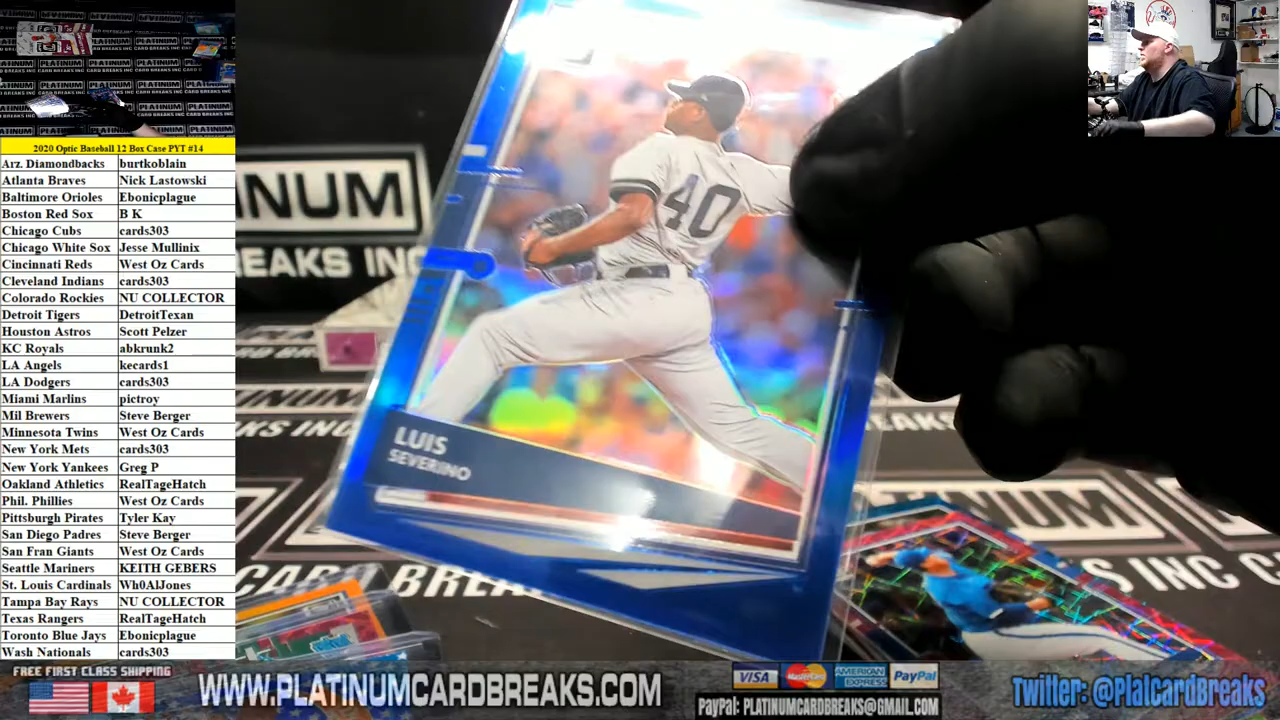 2020 Optic Baseball 12 Box Case PYT #14
Arz. Diamondbacks burtkoblain
Atlanta Braves Nick Lastowski
Baltimore Orioles Ebonicplague
Boston Red Sox B K
Chicago Cubs cards303
Chicago White Sox Jesse Mullinix
Cincinnati Reds West Oz Cards
Cleveland Indians cards303
Colorado Rockies NU COLLECTOR
Detroit Tigers DetroitTexan
Houston Astros Scott Pelzer
KC Royals abkrunk2
LA Angels kecards1
LA Dodgers cards303
Miami Marlins pictroy
Mil Brewers Steve Berger
Minnesota Twins West Oz Cards
New York Mets cards303
New York Yankees Greg P
Oakland Athletics RealTageHatch
Phil. Phillies West Oz Cards
Pittsburgh Pirates Tyler Kay
San Diego Padres Steve Berger
San Fran Giants West Oz Cards
Seattle Mariners KEITH GEBERS
St. Louis Cardinals Wh0AlJones
Tampa Bay Rays NU COLLECTOR
Texas Rangers RealTageHatch
Toronto Blue Jays Ebonicplague
Wash Nationals cards303
40
LUIS
SEVERINO
INUM
EAKS INC
CARD BREA
S INC
FREE FIRST CLASS SHIPPING
WWW.PLATINUMCARDBREAKS.COM
VISA MasterCard AMERICAN EXPRESS PayPal
PAYPAL: PLATINUMCARDBREAKS@GMAIL.COM
Twitter: @PlatCardBreaks